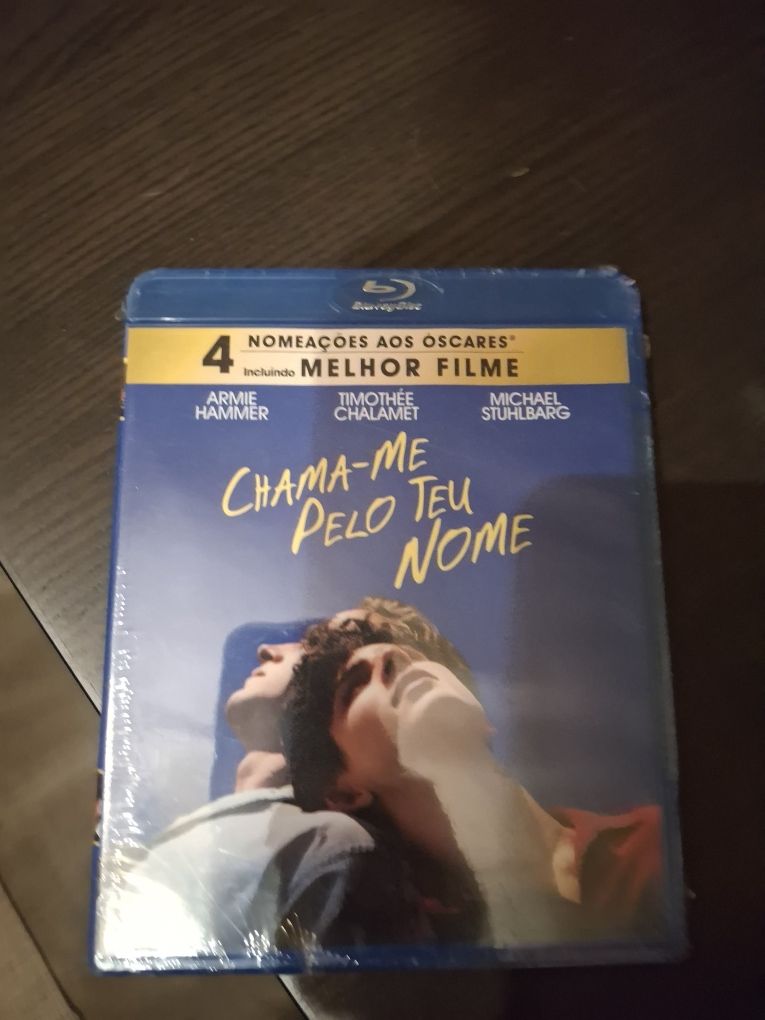 Blu-ray Disc
4 NOMEAÇÕES AOS ÓSCARES®
Incluindo MELHOR FILME
ARMIE HAMMER
TIMOTHÉE CHALAMET
MICHAEL STUHLBARG
CHAMA-ME
PELO TEU
NOME